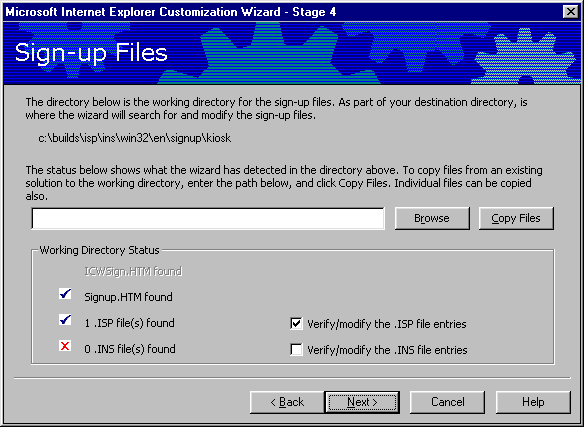 Microsoft Internet Explorer Customization Wizard - Stage 4
Sign-up Files
The directory below is the working directory for the sign-up files. As part of your destination directory, is
where the wizard will search for and modify the sign-up files.
c:\builds\isp\ins\win32\en\signup\kiosk
The status below shows what the wizard has detected in the directory above. To copy files from an existing
solution to the working directory, enter the path below, and click Copy Files. Individual files can be copied
also.
Browse
Copy Files
Working Directory Status
ICWSign.HTM found
Signup.HTM found
1 .ISP file(s) found
Verify/modify the .ISP file entries
0 .INS file(s) found
Verify/modify the .INS file entries
< Back
Next >
Cancel
Help